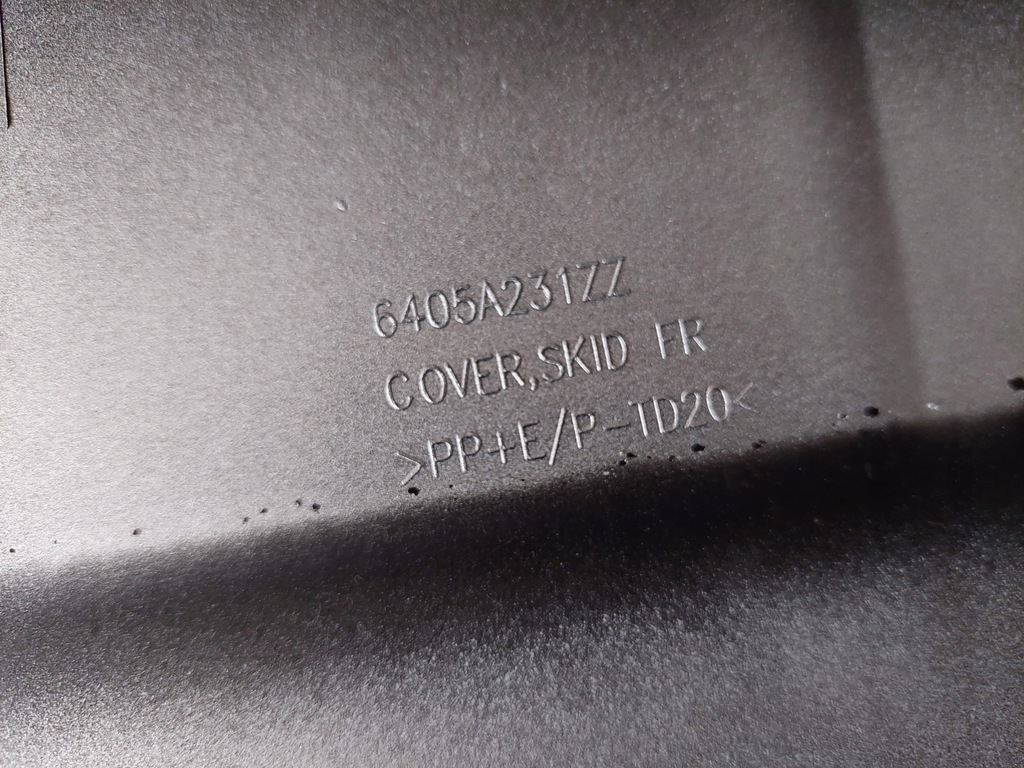 6405A231ZZ
COVER,SKID FR
>PP+E/P-TD20<